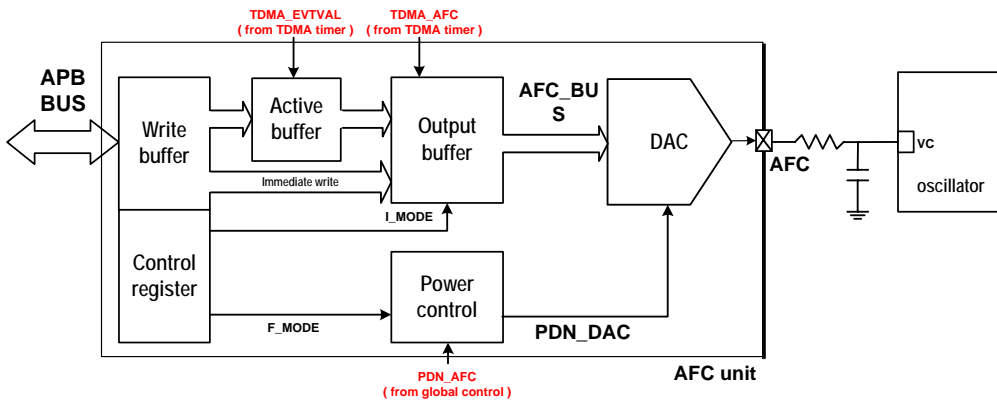 TDMA_EVTVAL
( from TDMA timer )
TDMA_AFC
( from TDMA timer )
APB
BUS
Write
buffer
Active
buffer
Output
buffer
AFC_BU
S
DAC
AFC
VC
oscillator
Immediate write
I_MODE
Control
register
F_MODE
Power
control
PDN_DAC
PDN_AFC
( from global control )
AFC unit